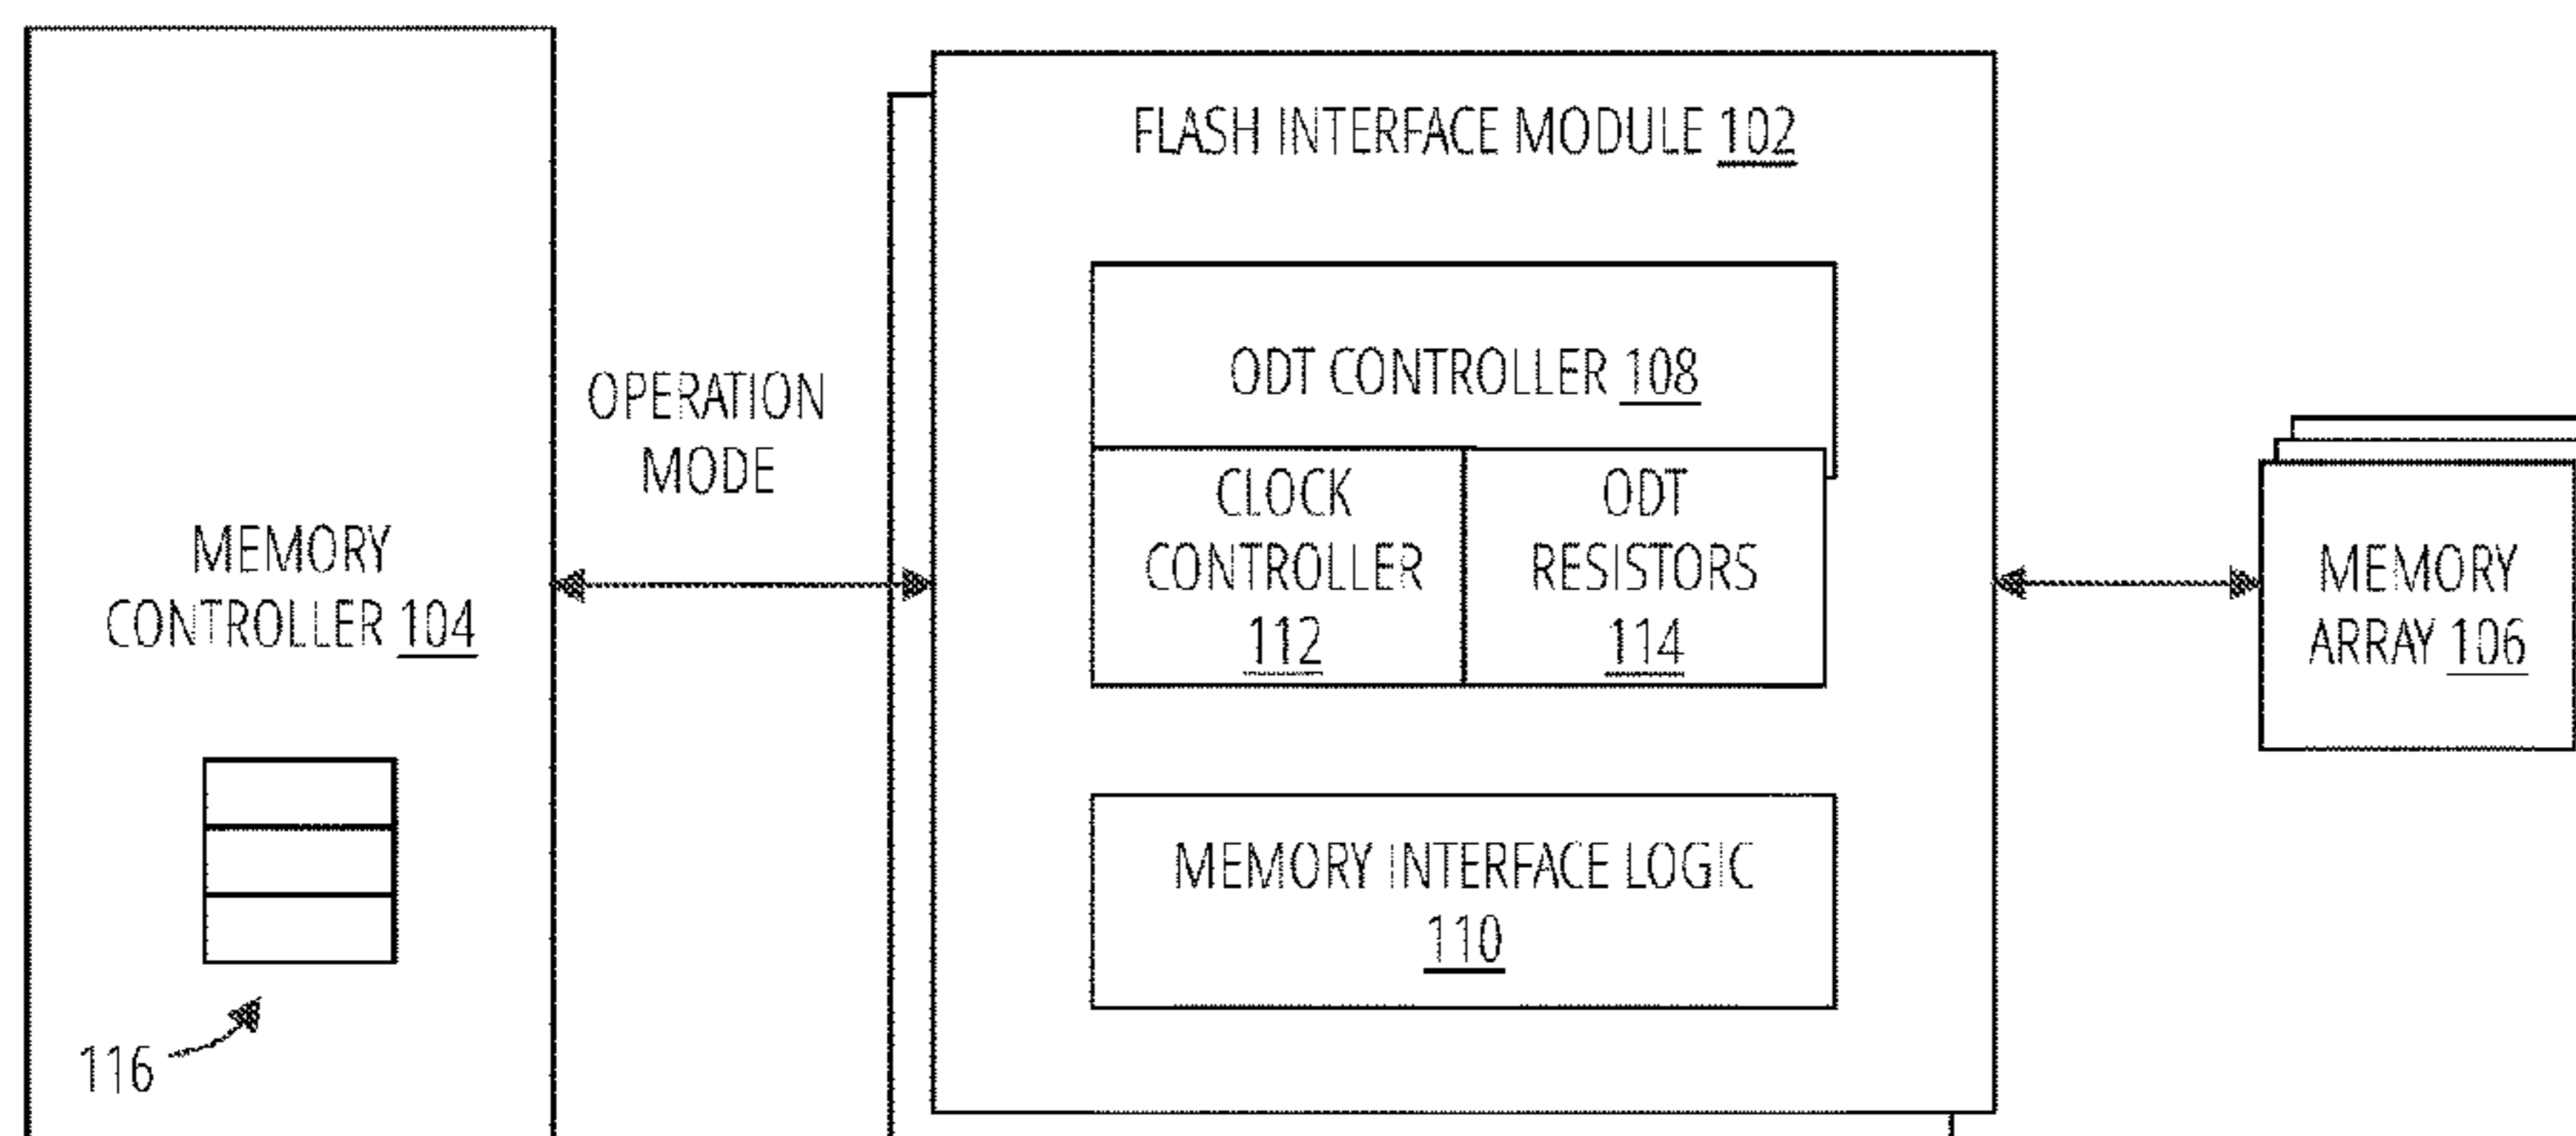 FLASH INTERFACE MODULE 102
ODT CONTROLLER 108
OPERATION
MODE
CLOCK
CONTROLLER
112
ODT
RESISTORS
114
MEMORY
CONTROLLER 104
MEMORY
ARRAY 106
MEMORY INTERFACE LOGIC
110
116